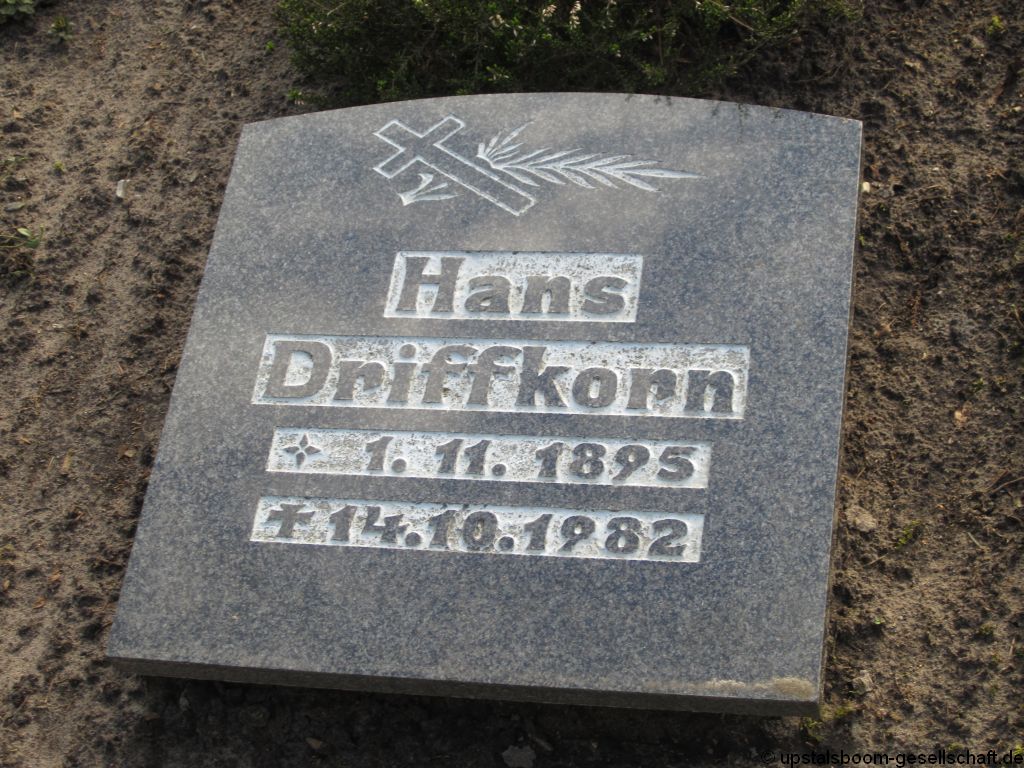 Hans
Driffkorn
✧ 1. 11. 1895
✝ 14.10.1982
© upstalsboom-gesellschaft.de